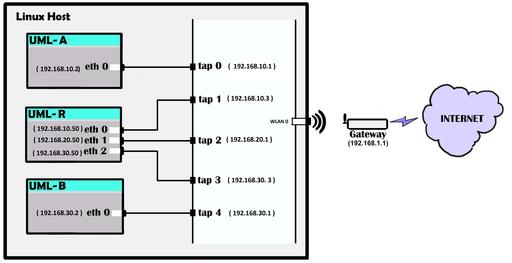 Linux Host
UML-A
( 192.168.10.2) eth 0
tap 0 ( 192.168.10.1 )
tap 1 ( 192.168.10.3 )
UML-R
(192.168.10.50) eth 0
(192.168.20.50) eth 1
(192.168.30.50) eth 2
WLAN 0
tap 2 ( 192.168.20.1 )
Gateway
(192.168.1.1)
INTERNET
tap 3 ( 192.168.30. 3 )
UML-B
( 192.168.30.2 ) eth 0
tap 4 ( 192.168.30.1 )